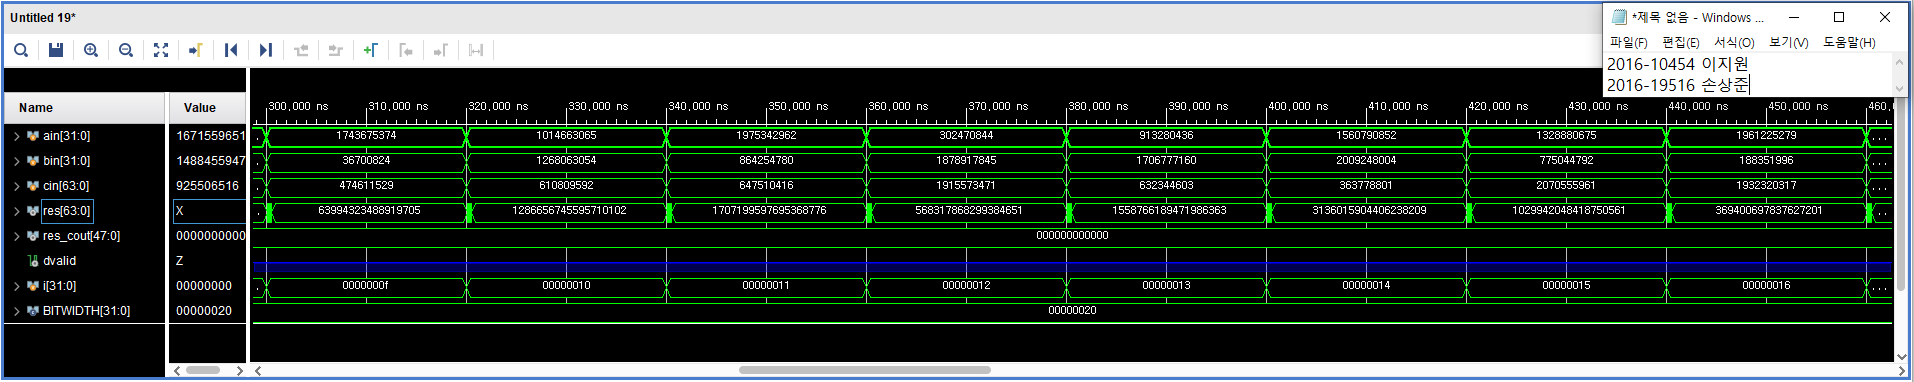 Untitled 19*
*제목 없음 - Windows ...
파일(F) 편집(E) 서식(O) 보기(V) 도움말(H)
2016-10454 이지원
2016-19516 손상준
Name Value
300,000 ns 310,000 ns 320,000 ns 330,000 ns 340,000 ns 350,000 ns 360,000 ns 370,000 ns 380,000 ns 390,000 ns 400,000 ns 410,000 ns 420,000 ns 430,000 ns 440,000 ns 450,000 ns 460,
ain[31:0] 1671559651 1743675374 1014663065 1975342962 302470844 913280436 1560790852 1328880675 1961225279 ...
bin[31:0] 1488455947 36700824 1268063054 864254780 1878917845 1706777160 2009248004 775044792 188351996
cin[63:0] 925506516 474611529 610809592 647510416 1915573471 632344603 363778801 2070555961 1932320317
res[63:0] X 63994323488919705 1286656745595710102 1707199597695368776 568317868299384651 1558766189471986363 3136015904406238209 1029942048418750561 369400697837627201 ...
res_cout[47:0] 0000000000 000000000000
dvalid Z
i[31:0] 00000000 0000000f 00000010 00000011 00000012 00000013 00000014 00000015 00000016 ...
BITWIDTH[31:0] 00000020 00000020